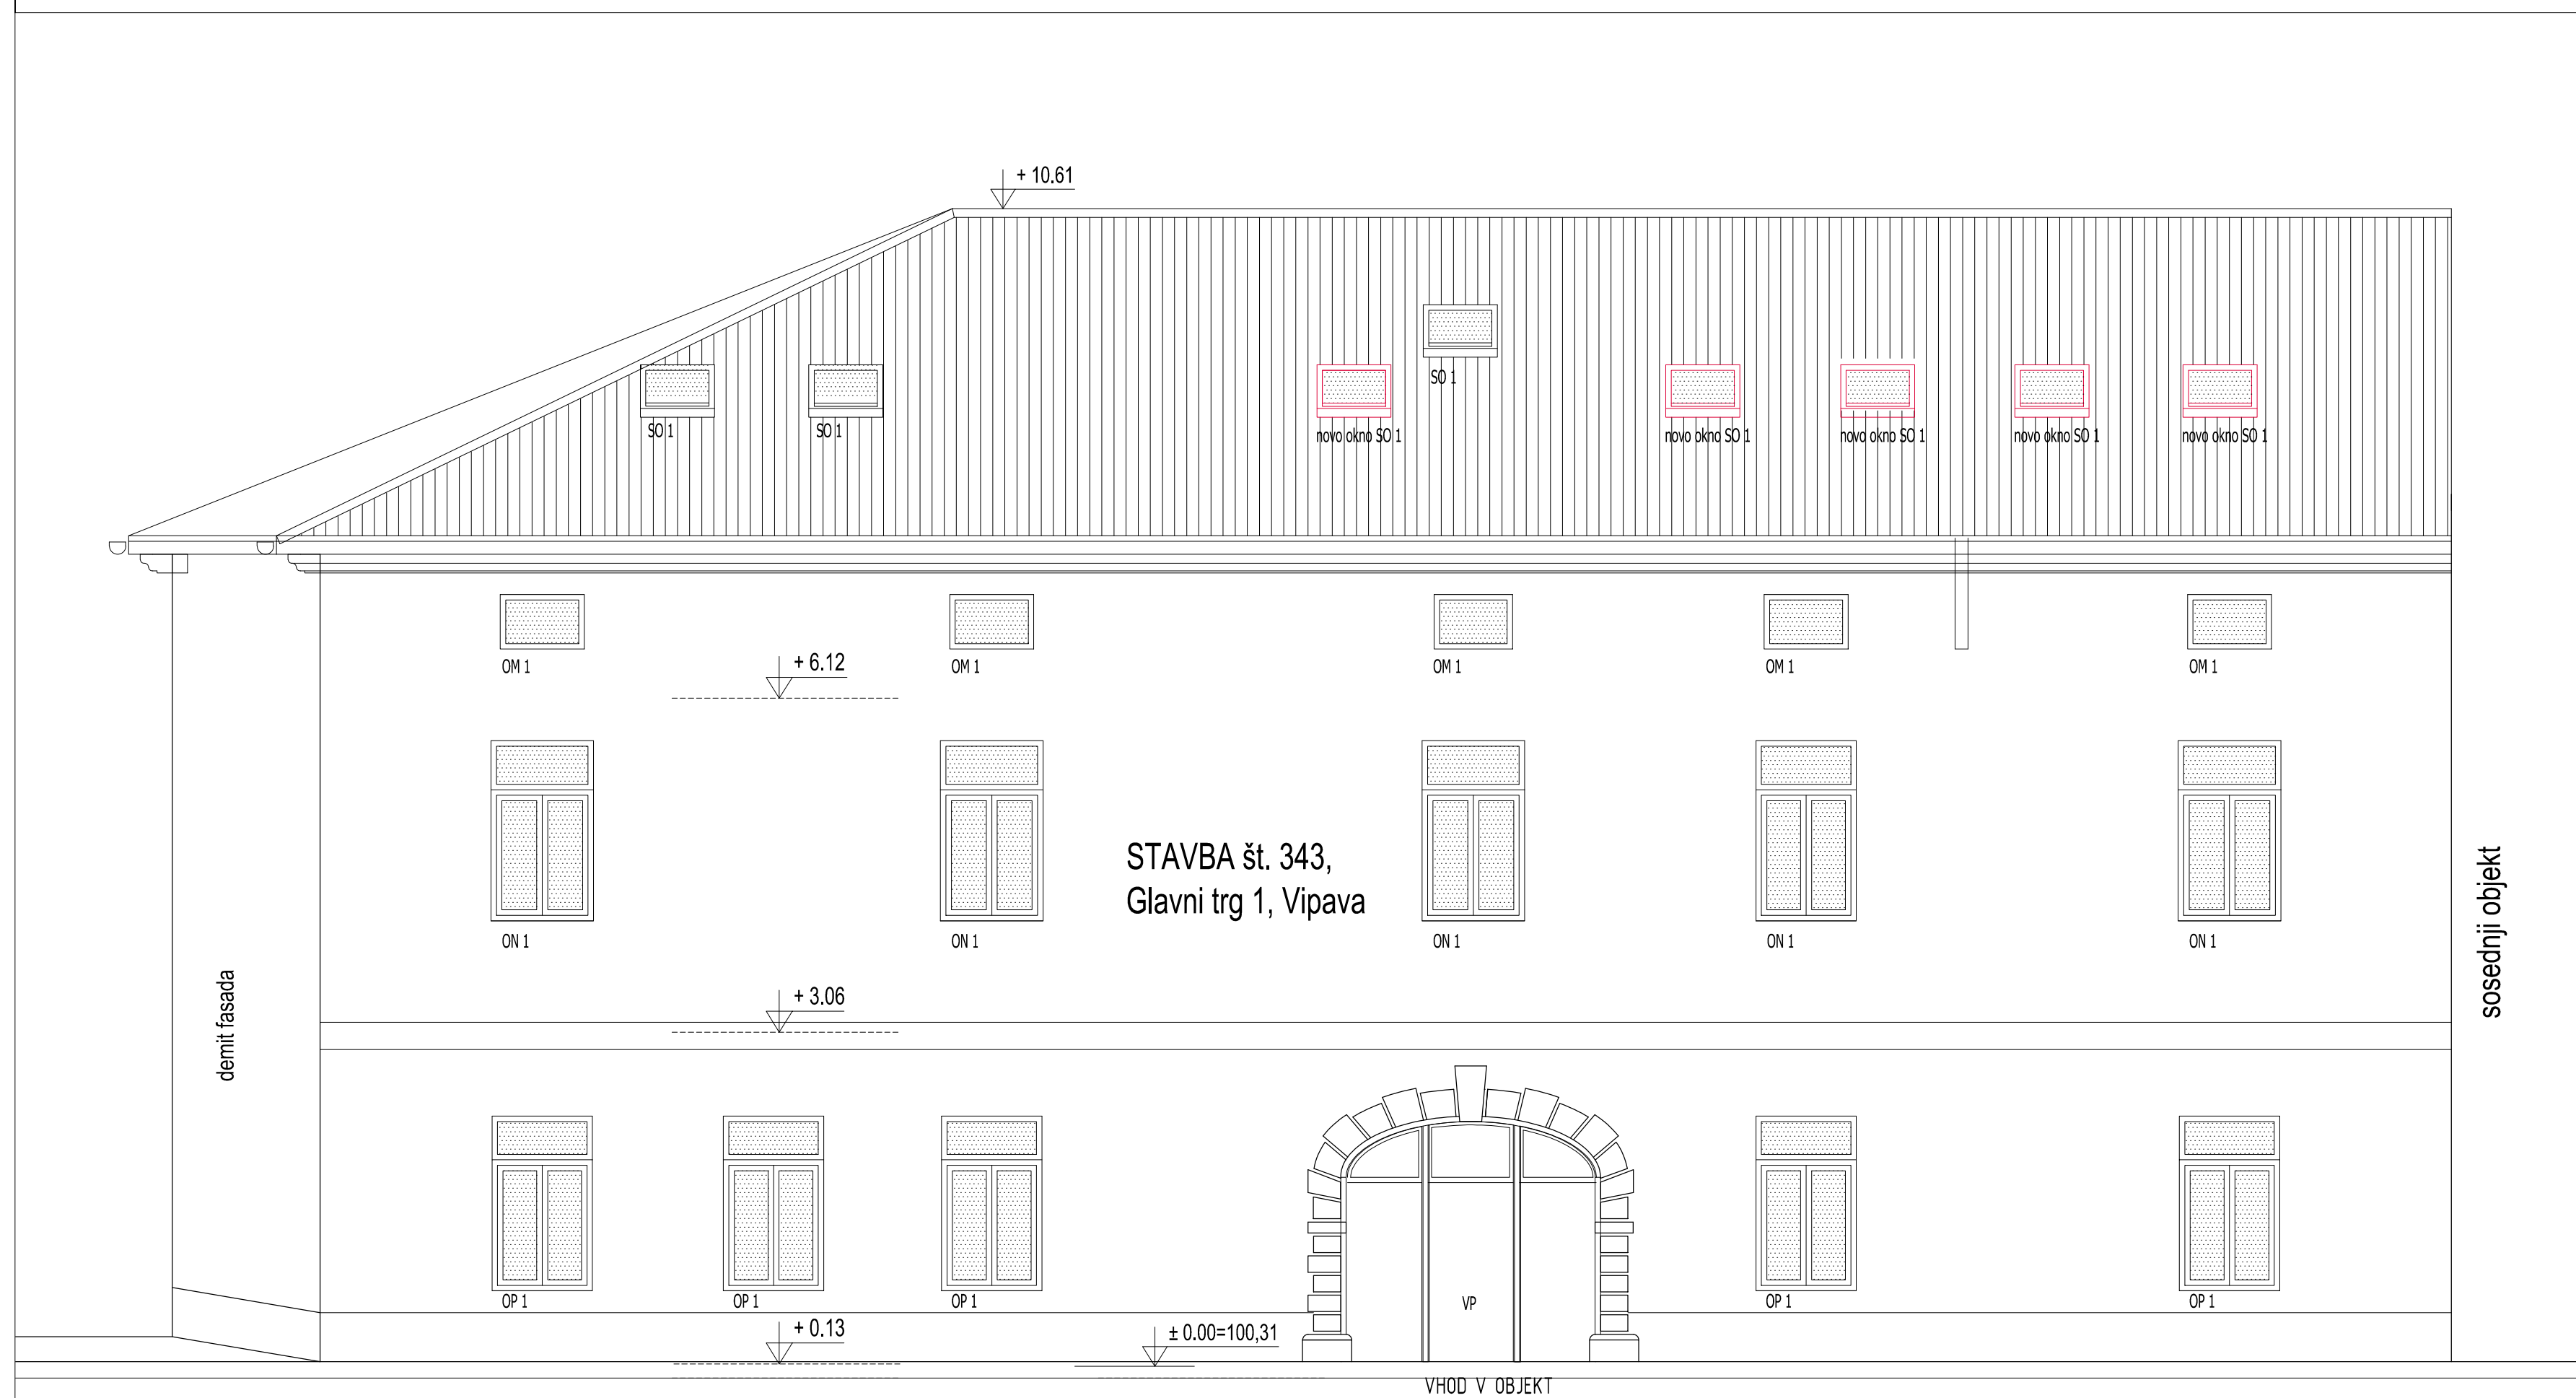 + 10.61
SO 1
SO 1
SO 1
novo okno SO 1
novo okno SO 1
novo okno SO 1
novo okno SO 1
novo okno SO 1
OM 1
OM 1
OM 1
OM 1
OM 1
+ 6.12
STAVBA št. 343,
Glavni trg 1, Vipava
ON 1
ON 1
ON 1
ON 1
ON 1
sosednji objekt
demit fasada
+ 3.06
OP 1
OP 1
OP 1
VP
OP 1
OP 1
+ 0.13
± 0.00=100,31
VHOD V OBJEKT